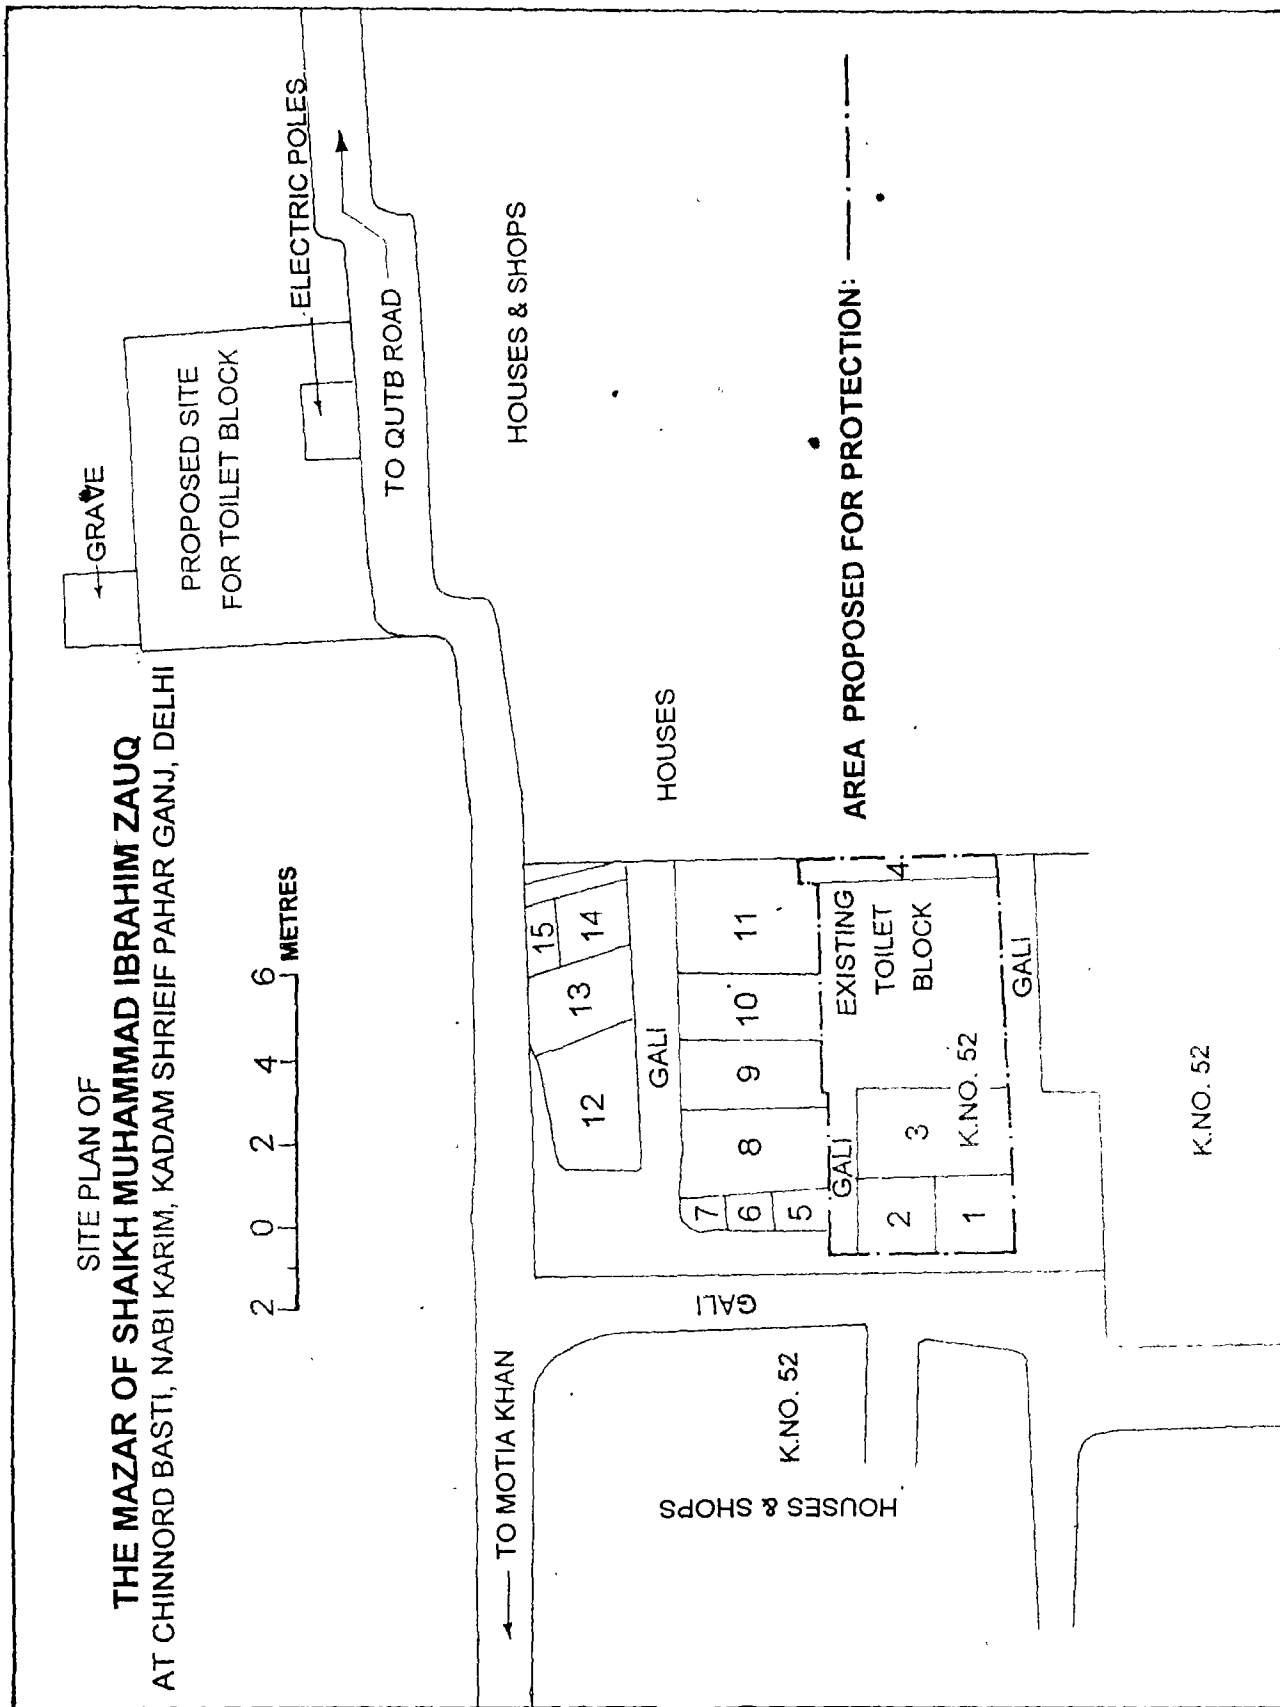 SITE PLAN OF
THE MAZAR OF SHAIKH MUHAMMAD IBRAHIM ZAUQ
AT CHINNORD BASTI, NABI KARIM, KADAM SHRIEIF PAHAR GANJ, DELHI
2 0 2 4 6
METRES
GRAVE
PROPOSED SITE
FOR TOILET BLOCK
ELECTRIC POLES
TO QUTB ROAD
TO MOTIA KHAN
HOUSES & SHOPS
15
14
13
12
GALI
HOUSES
7
6
5
8
9
10
11
GALI
K.NO. 52
HOUSES & SHOPS
GALI
EXISTING
TOILET
BLOCK
4
3
2
1
K.NO. 52
GALI
AREA PROPOSED FOR PROTECTION:
K.NO. 52